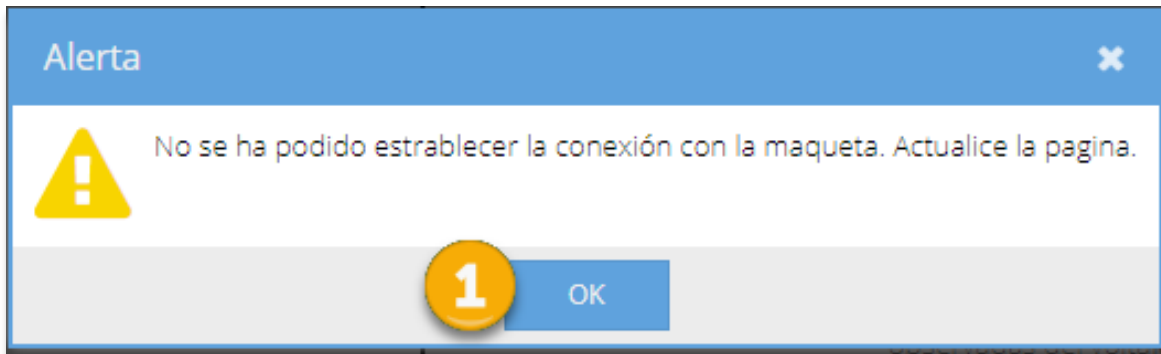 Alerta
No se ha podido estrablecer la conexión con la maqueta. Actualice la pagina.
1
OK